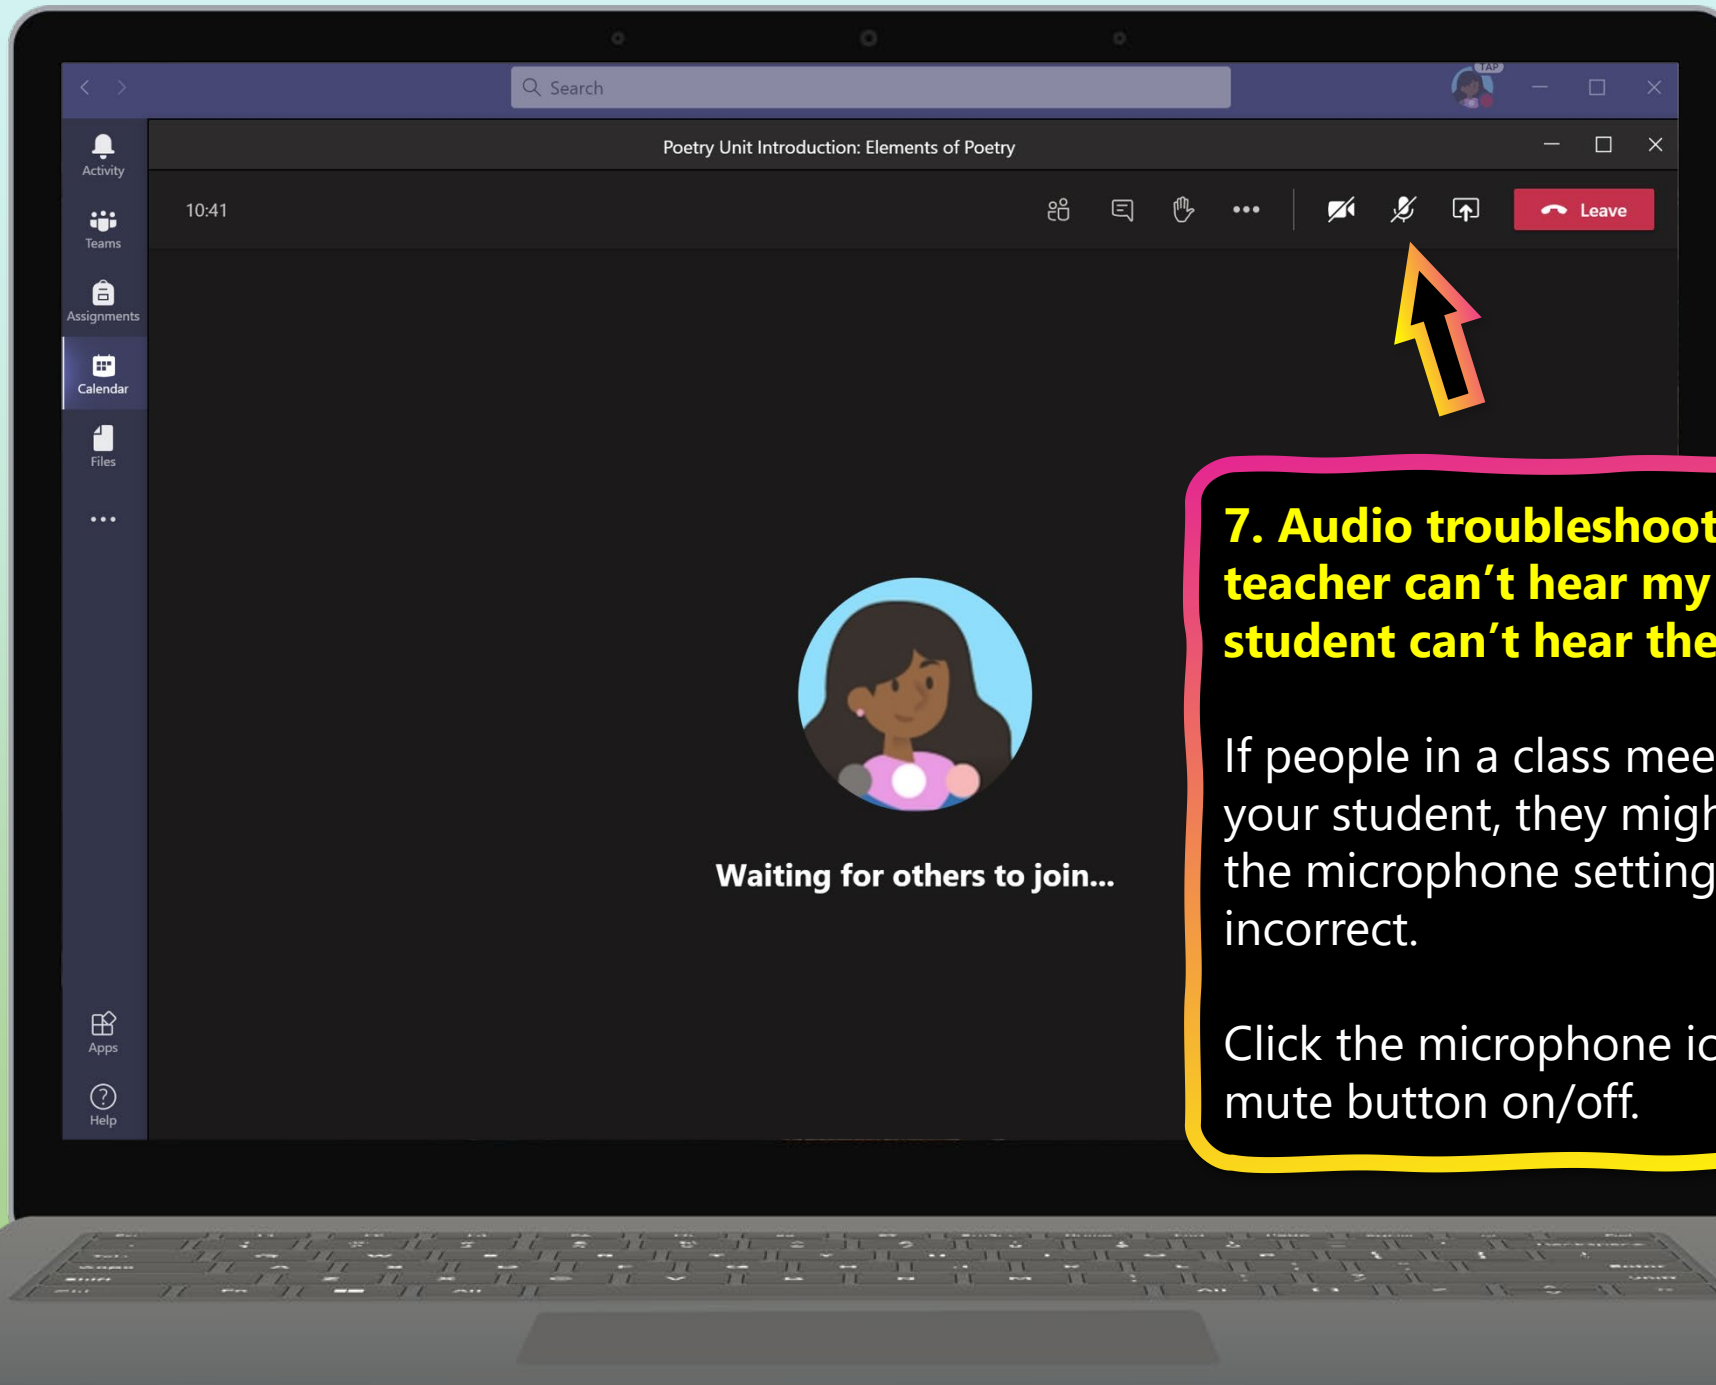 Search
TAP
Activity
Teams
Assignments
Calendar
Files
Apps
Help
Poetry Unit Introduction: Elements of Poetry
10:41
Leave
Waiting for others to join...
7. Audio troubleshoot
teacher can’t hear my
student can’t hear the
If people in a class mee
your student, they migh
the microphone setting
incorrect.
Click the microphone ic
mute button on/off.